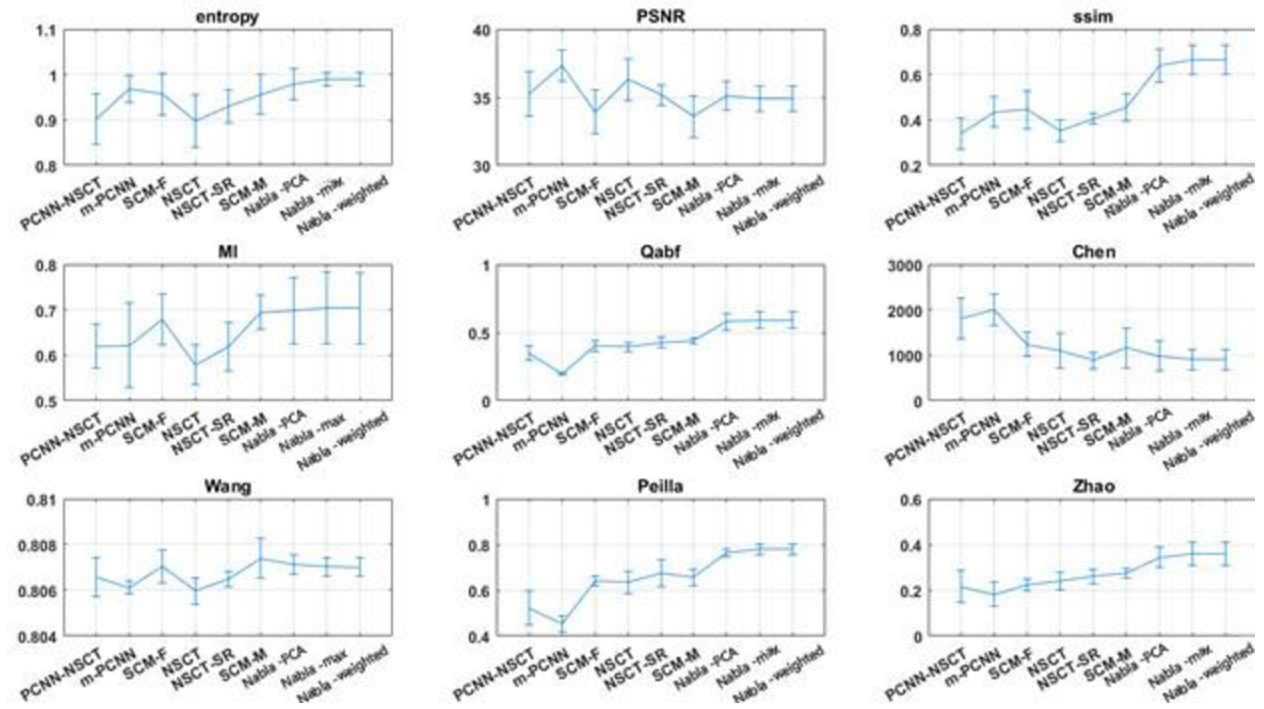 entropy
1.1
1
0.9
0.8
PCNN-NSCT
m-PCNN
SCM-F
NSCT
NSCT-SR
SCM-M
Nabla -PCA
Nabla -milx
Nabla -weighted
PSNR
40
35
30
PCNN-NSCT
m-PCNN
SCM-F
NSCT
NSCT-SR
SCM-M
Nabla -PCA
Nabla -milx
Nabla -weighted
ssim
0.8
0.6
0.4
0.2
PCNN-NSCT
m-PCNN
SCM-F
NSCT
NSCT-SR
SCM-M
Nabla -PCA
Nabla -milx
Nabla -weighted
MI
0.8
0.7
0.6
0.5
PCNN-NSCT
m-PCNN
SCM-F
NSCT
NSCT-SR
SCM-M
Nabla -PCA
Nabla -max
Nabla -weighted
Qabf
1
0.5
0
PCNN-NSCT
m-PCNN
SCM-F
NSCT
NSCT-SR
SCM-M
Nabla -PCA
Nabla -milx
Nabla -weighted
Chen
3000
2000
1000
0
PCNN-NSCT
m-PCNN
SCM-F
NSCT
NSCT-SR
SCM-M
Nabla -PCA
Nabla -milx
Nabla -weighted
Wang
0.81
0.808
0.806
0.804
PCNN-NSCT
m-PCNN
SCM-F
NSCT
NSCT-SR
SCM-M
Nabla -PCA
Nabla -max
Nabla -weighted
Peilla
1
0.8
0.6
0.4
PCNN-NSCT
m-PCNN
SCM-F
NSCT
NSCT-SR
SCM-M
Nabla -PCA
Nabla -milx
Nabla -weighted
Zhao
0.6
0.4
0.2
0
PCNN-NSCT
m-PCNN
SCM-F
NSCT
NSCT-SR
SCM-M
Nabla -PCA
Nabla -milx
Nabla -weighted